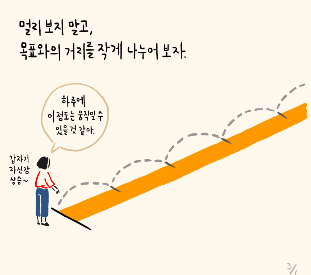 멀리 보지 말고,
목표와의 거리를 작게 나누어 보자.
하루에
이 정도는 움직일 수
있을 것 같아.
갑자기
자신감
상승~